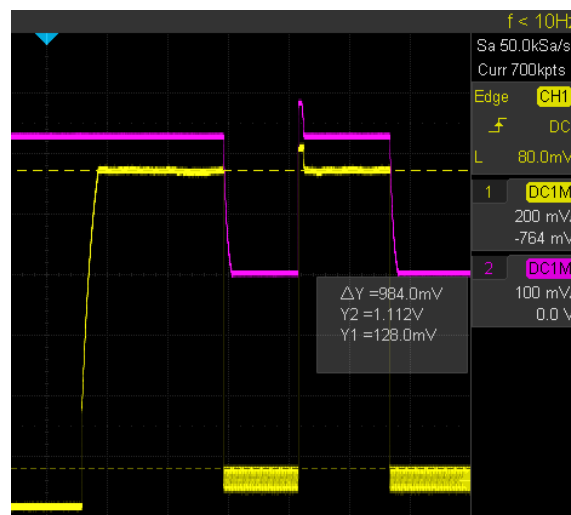 f < 10Hz
Sa 50.0kSa/s
Curr 700kpts
Edge CH1
DC
L 80.0mV
1 DC1M
200 mV/
-764 mV
2 DC1M
100 mV/
0.0 V
△Y =984.0mV
Y2 =1.112V
Y1 =128.0mV